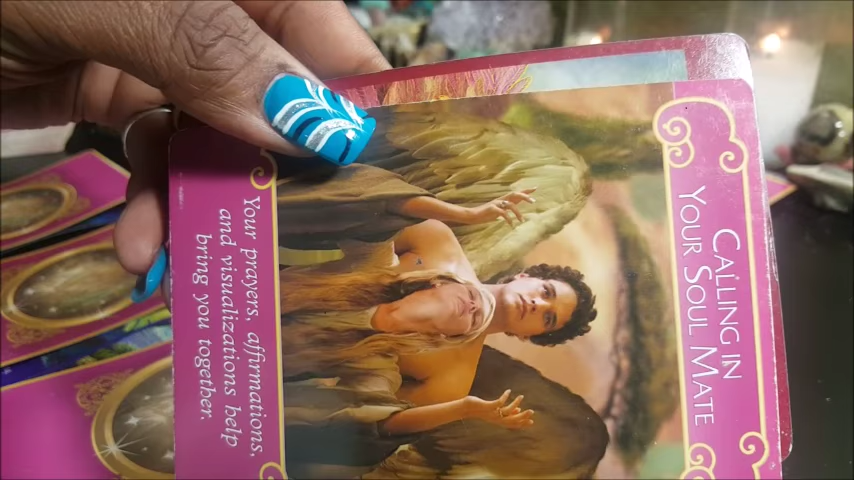 CALLING IN
YOUR SOUL MATE
Your prayers, affirmations,
and visualizations help
bring you together.